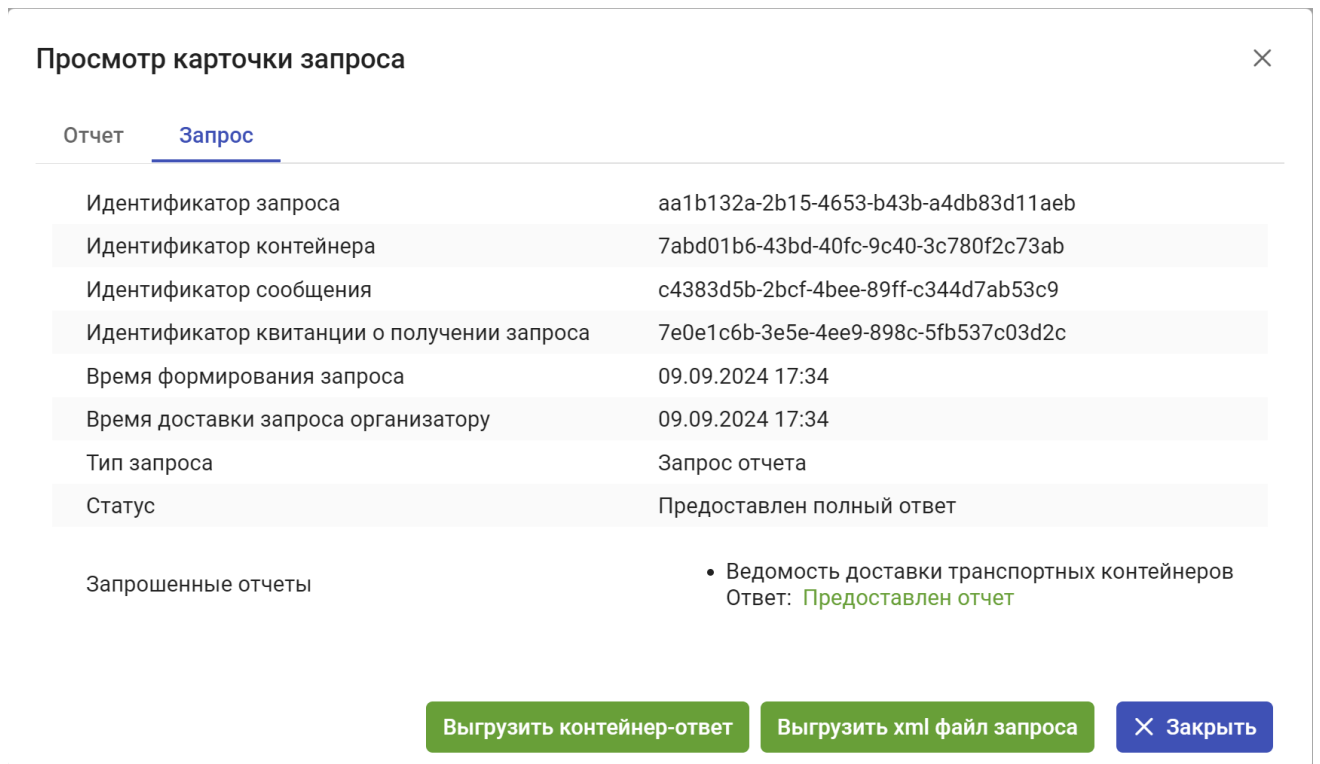 Просмотр карточки запроса
Отчет Запрос
Идентификатор запроса aa1b132a-2b15-4653-b43b-a4db83d11aeb
Идентификатор контейнера 7abd01b6-43bd-40fc-9c40-3c780f2c73ab
Идентификатор сообщения c4383d5b-2bcf-4bee-89ff-c344d7ab53c9
Идентификатор квитанции о получении запроса 7e0e1c6b-3e5e-4ee9-898c-5fb537c03d2c
Время формирования запроса 09.09.2024 17:34
Время доставки запроса организатору 09.09.2024 17:34
Тип запроса Запрос отчета
Статус Предоставлен полный ответ
Запрошенные отчеты
• Ведомость доставки транспортных контейнеров
Ответ: Предоставлен отчет
Выгрузить контейнер-ответ Выгрузить xml файл запроса Закрыть